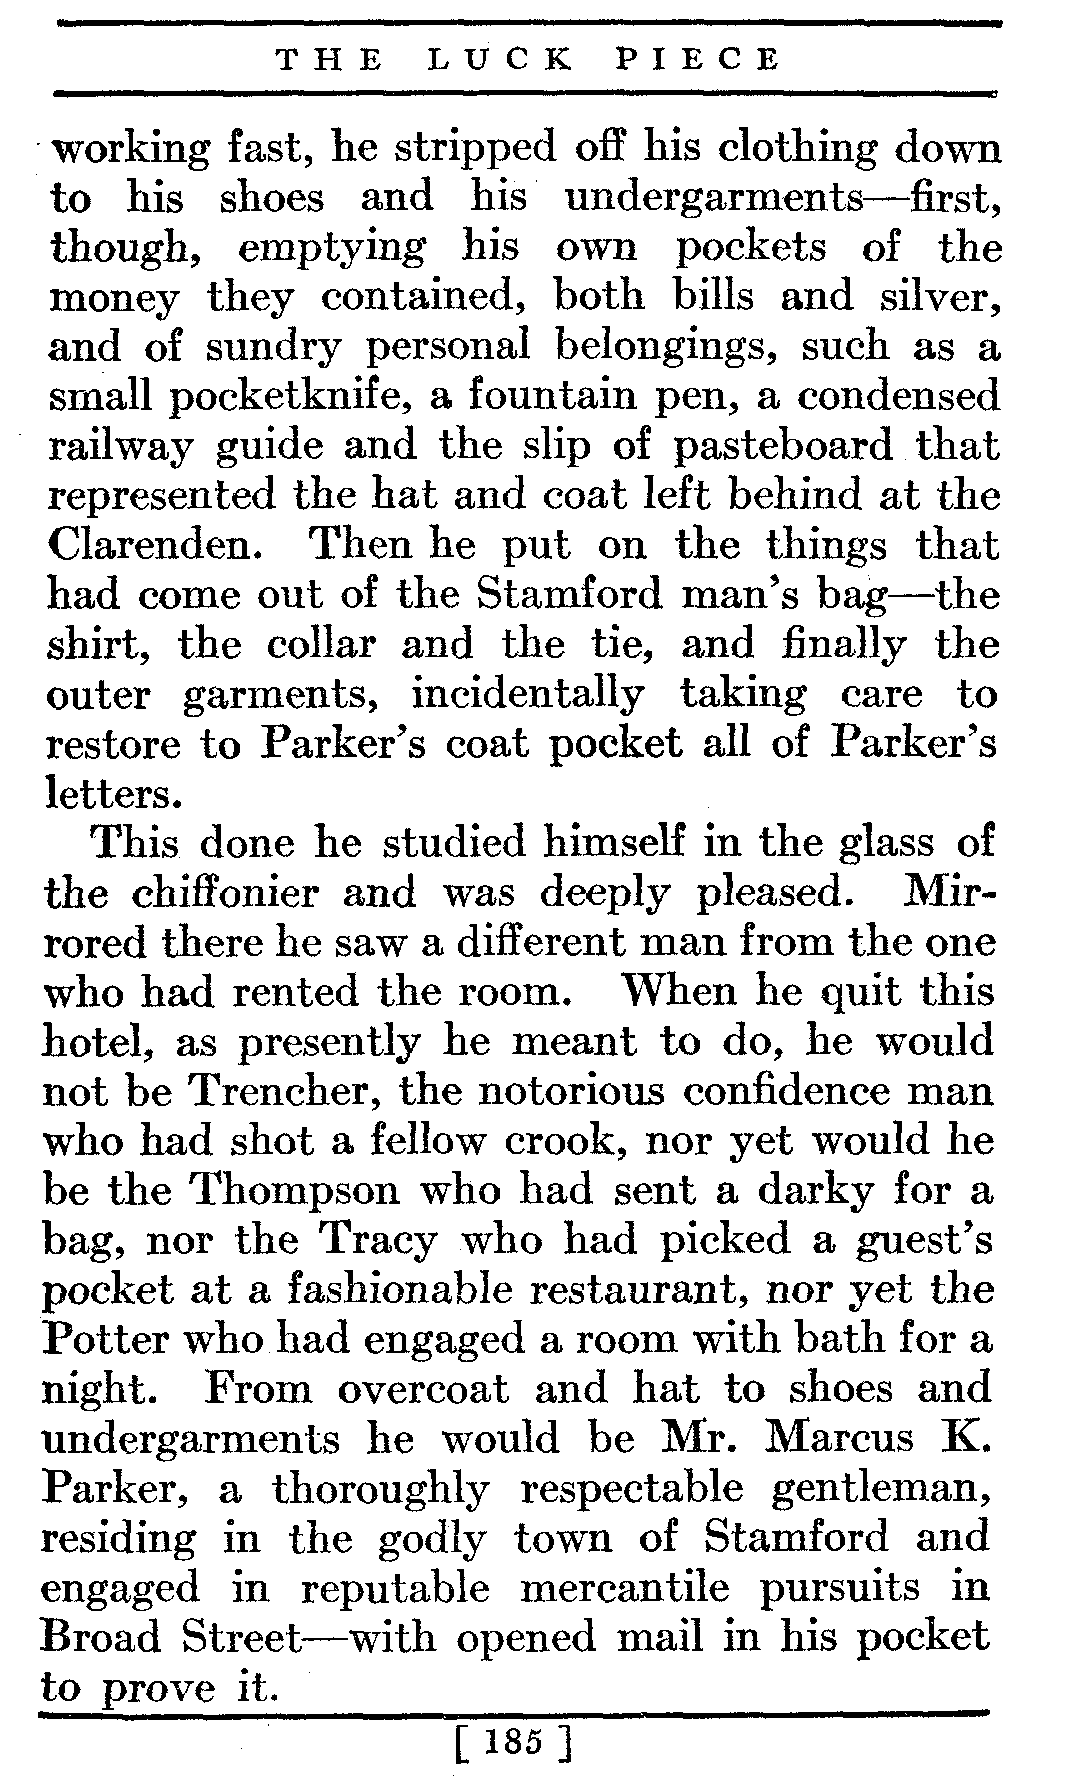 THE LUCK PIECE
working fast, he stripped off his clothing down
to his shoes and his undergarments—first,
though, emptying his own pockets of the
money they contained, both bills and silver,
and of sundry personal belongings, such as a
small pocketknife, a fountain pen, a condensed
railway guide and the slip of pasteboard that
represented the hat and coat left behind at the
Clarenden. Then he put on the things that
had come out of the Stamford man's bag—the
shirt, the collar and the tie, and finally the
outer garments, incidentally taking care to
restore to Parker's coat pocket all of Parker's
letters.
This done he studied himself in the glass of
the chiffonier and was deeply pleased. Mir-
rored there he saw a different man from the one
who had rented the room. When he quit this
hotel, as presently he meant to do, he would
not be Trencher, the notorious confidence man
who had shot a fellow crook, nor yet would he
be the Thompson who had sent a darky for a
bag, nor the Tracy who had picked a guest's
pocket at a fashionable restaurant, nor yet the
Potter who had engaged a room with bath for a
night. From overcoat and hat to shoes and
undergarments he would be Mr. Marcus K.
Parker, a thoroughly respectable gentleman,
residing in the godly town of Stamford and
engaged in reputable mercantile pursuits in
Broad Street—with opened mail in his pocket
to prove it.
[ 185 ]